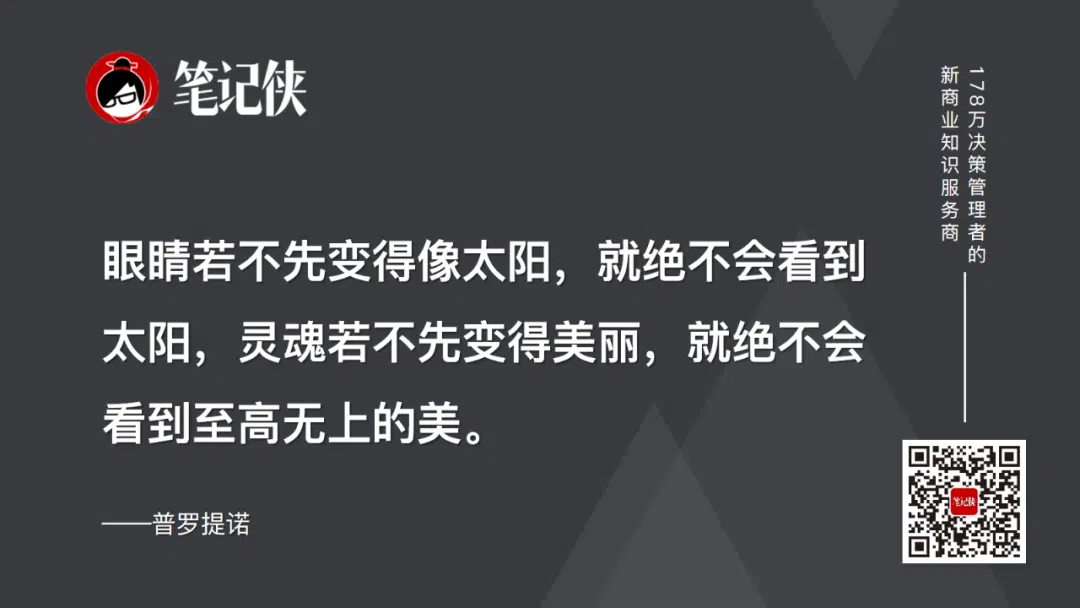 笔记侠
178万决策管理者的
新商业知识服务商
眼睛若不先变得像太阳，就绝不会看到
太阳，灵魂若不先变得美丽，就绝不会
看到至高无上的美。
——普罗提诺
笔记侠